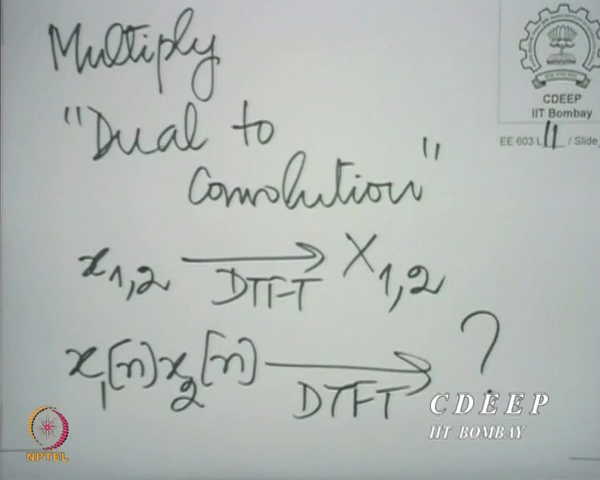 Multiply
"Dual to
Convolution"
x₁,₂ ⟶ X₁,₂
DTFT
x₁[n]x₂[n] ⟶ ?
DTFT
CDEEP
IIT Bombay
EE 603 L 11 / Slide
CDEEP
IIT BOMBAY
NPTEL